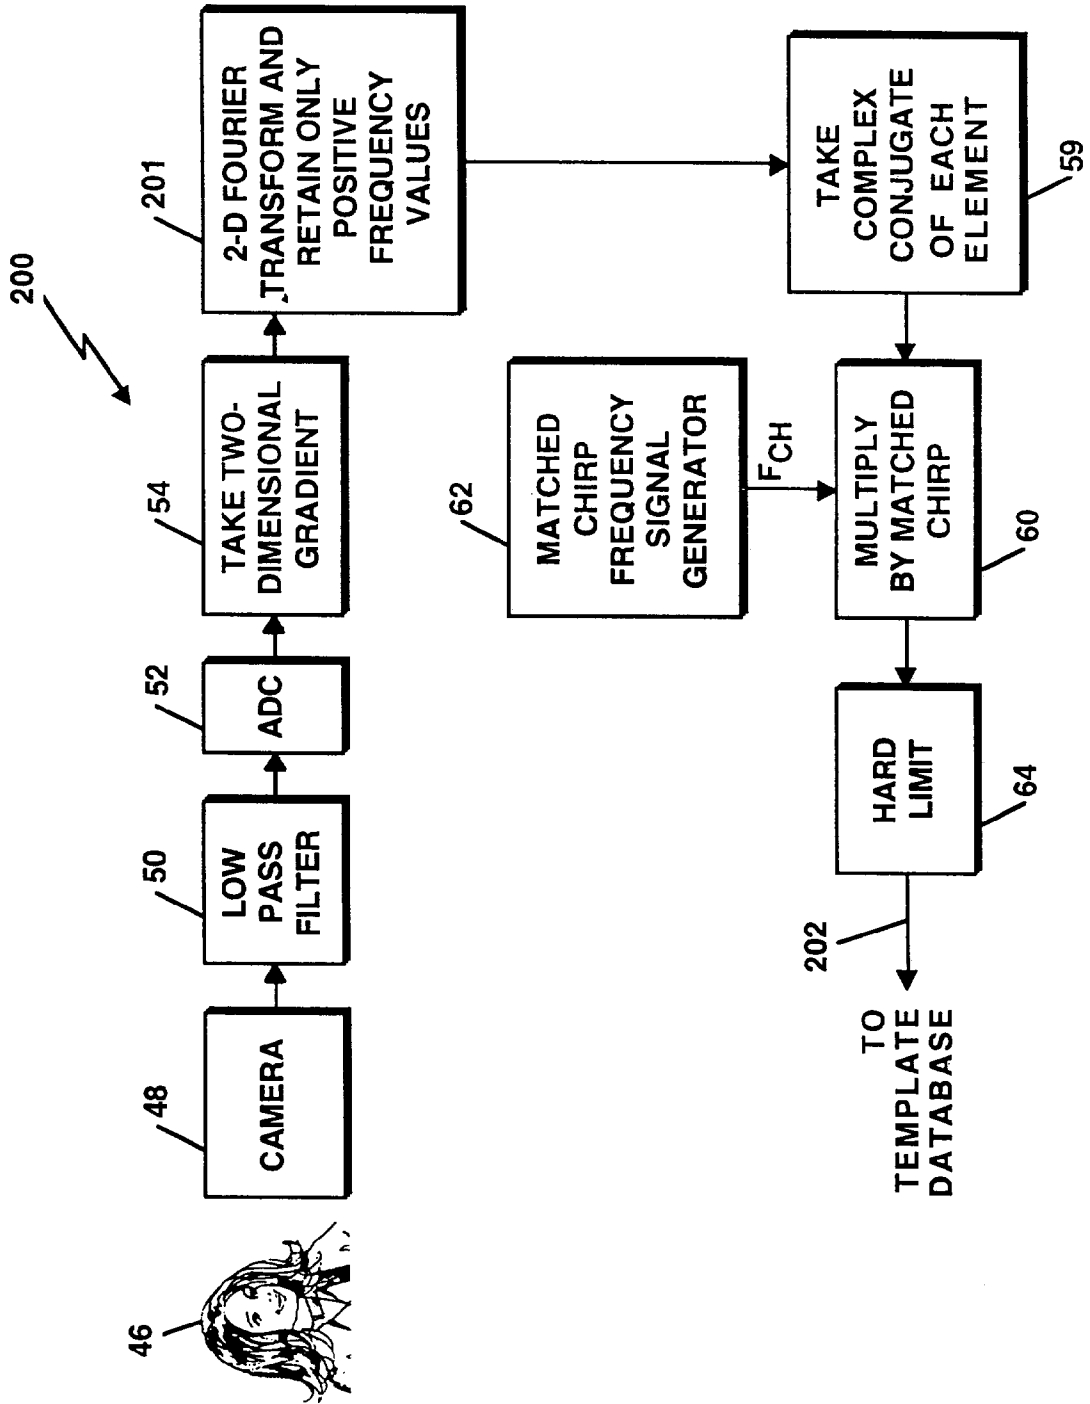 200
46
48
CAMERA
50
LOW
PASS
FILTER
52
ADC
54
TAKE TWO-
DIMENSIONAL
GRADIENT
201
2-D FOURIER
TRANSFORM AND
RETAIN ONLY
POSITIVE
FREQUENCY
VALUES
62
MATCHED
CHIRP
FREQUENCY
SIGNAL
GENERATOR
FCH
TAKE
COMPLEX
CONJUGATE
OF EACH
ELEMENT
59
MULTIPLY
BY MATCHED
CHIRP
60
HARD
LIMIT
64
202
TO
TEMPLATE
DATABASE